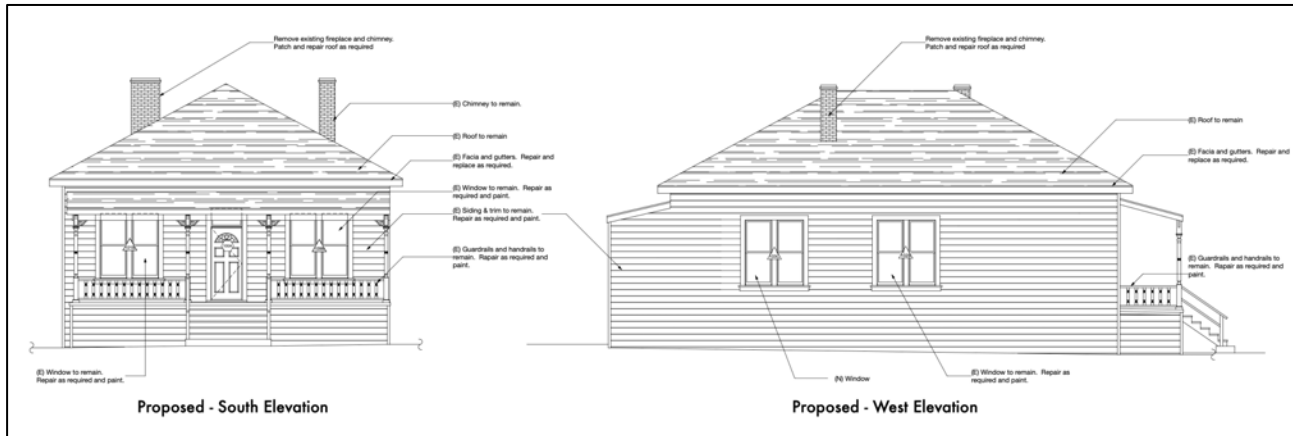 Remove existing fireplace and chimney.
Patch and repair roof as required
(E) Chimney to remain.
(E) Roof to remain
(E) Facia and gutters. Repair and
replace as required.
(E) Window to remain. Repair as
required and paint.
(E) Siding & trim to remain.
Repair as required and paint.
(E) Guardrails and handrails to
remain. Rapair as required and
paint.
(E) Window to remain.
Repair as required and paint.
Proposed - South Elevation
Remove existing fireplace and chimney.
Patch and repair roof as required
(E) Roof to remain
(E) Facia and gutters. Repair and
replace as required.
(E) Guardrails and handrails to
remain. Repair as required and
paint.
(N) Window
(E) Window to remain. Repair as
required and paint.
Proposed - West Elevation